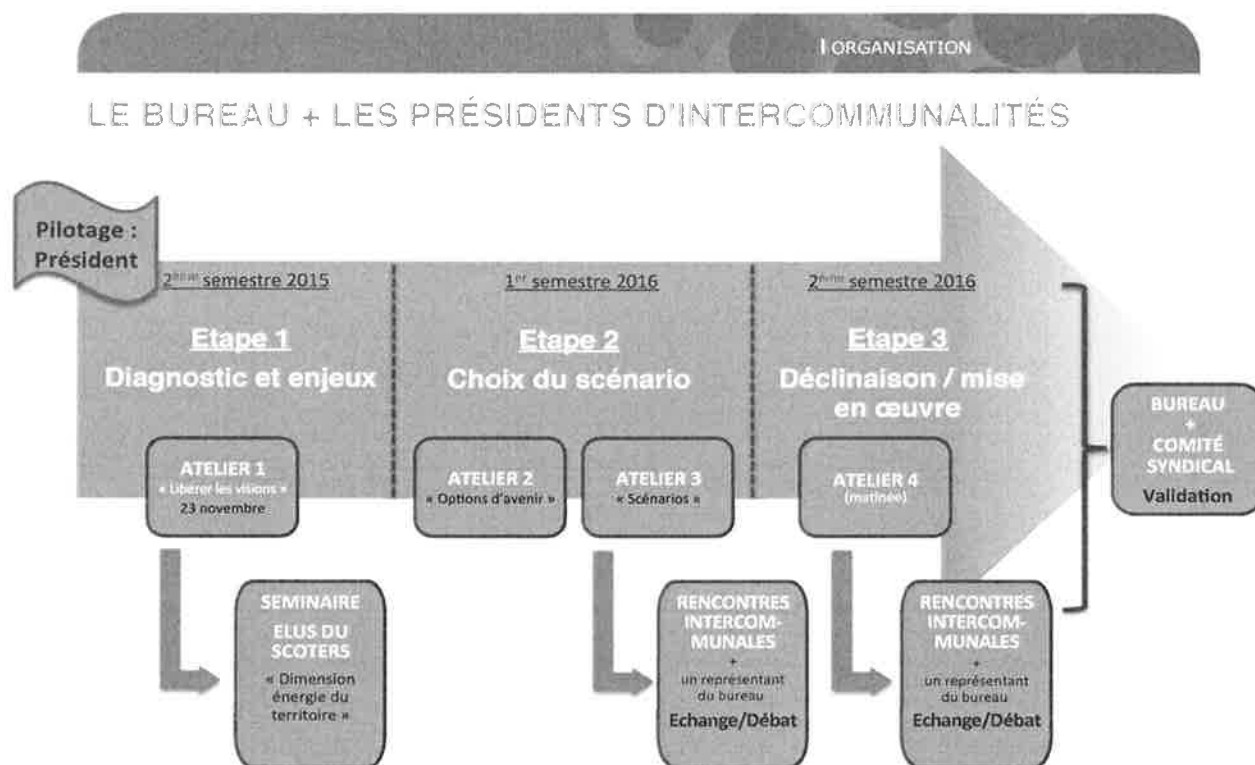 I ORGANISATION
LE BUREAU + LES PRÉSIDENTS D'INTERCOMMUNALITÉS
Pilotage :
Président
2ème semestre 2015
Etape 1
Diagnostic et enjeux
ATELIER 1
« Libérer les visions »
23 novembre
SEMINAIRE
ELUS DU
SCOTERS
« Dimension
énergie du
territoire »
1er semestre 2016
Etape 2
Choix du scénario
ATELIER 2
« Options d'avenir »
ATELIER 3
« Scénarios »
RENCONTRES
INTERCOM-
MUNALES
+
un représentant
du bureau
Echange/Débat
2ème semestre 2016
Etape 3
Déclinaison / mise
en œuvre
ATELIER 4
(matinée)
RENCONTRES
INTERCOM-
MUNALES
+
un représentant
du bureau
Echange/Débat
BUREAU
+
COMITÉ
SYNDICAL
Validation